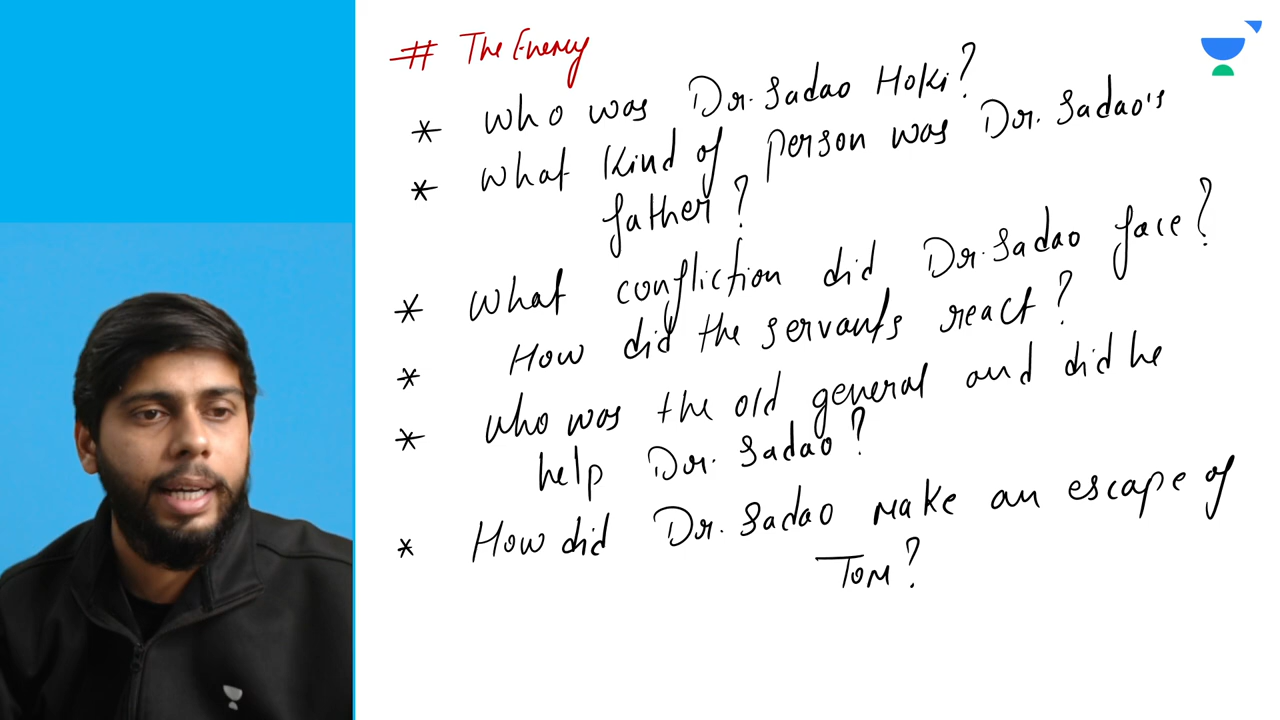 # The Enemy
* Who was Dr. Sadao Hoki?
* What kind of person was Dr. Sadao's
father?
* What confliction did Dr. Sadao face?
* How did the servants react?
* Who was the old general and did he
help Dr. Sadao?
* How did Dr. Sadao make an escape of
Tom?